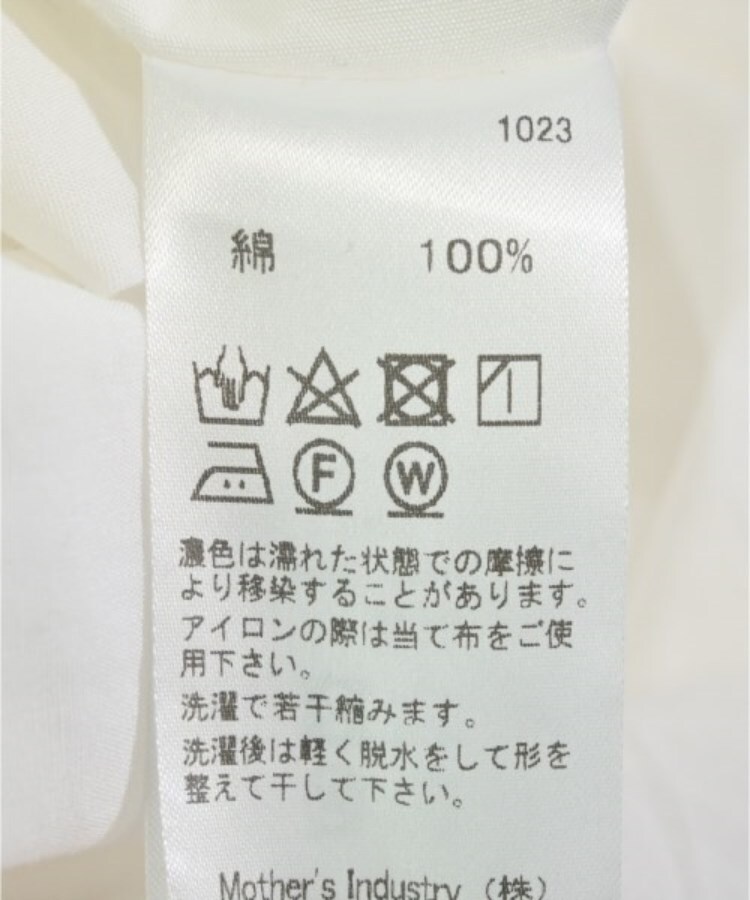 1023
綿 100%
F W
濃色は濡れた状態での摩擦に
より移染することがあります。
アイロンの際は当て布をご使
用下さい。
洗濯で若干縮みます。
洗濯後は軽く脱水をして形を
整えて干して下さい。
Mother's Industry (株)